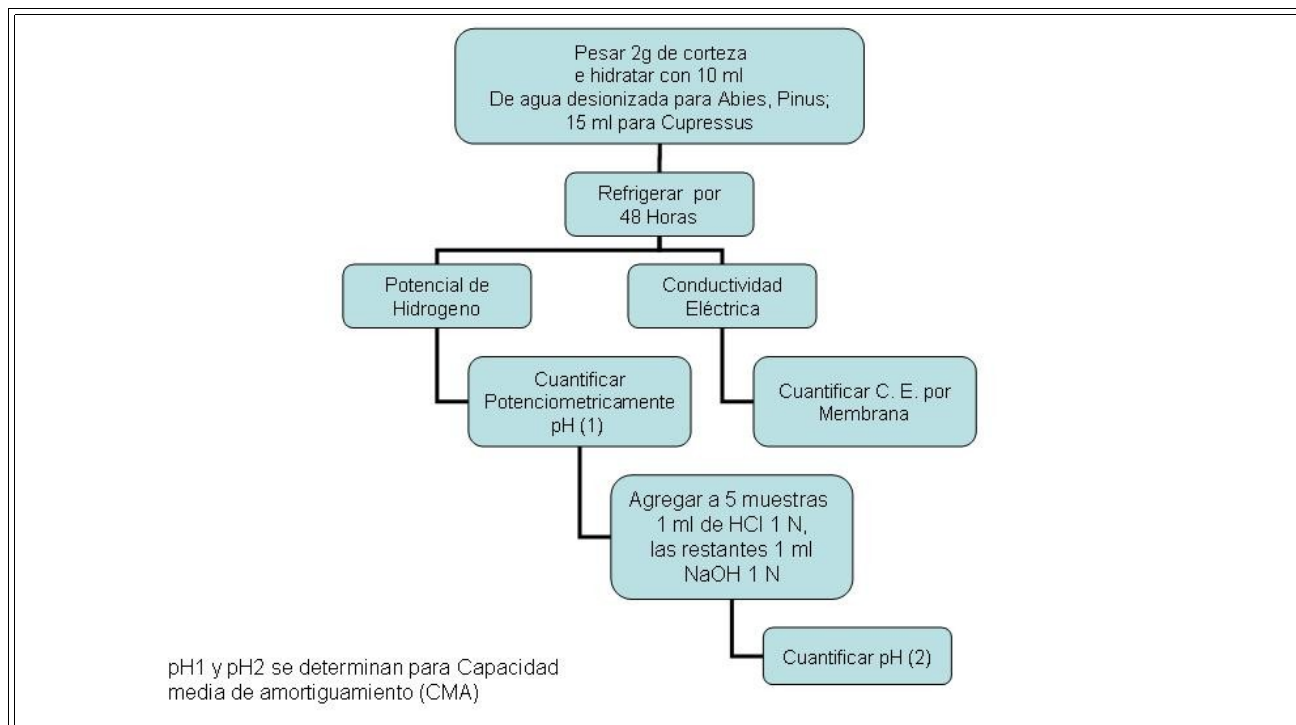 Pesar 2g de corteza
e hidratar con 10 ml
De agua desionizada para Abies, Pinus;
15 ml para Cupressus
Refrigerar por
48 Horas
Potencial de
Hidrogeno
Conductividad
Eléctrica
Cuantificar
Potenciometricamente
pH (1)
Cuantificar C. E. por
Membrana
Agregar a 5 muestras
1 ml de HCl 1 N,
las restantes 1 ml
NaOH 1 N
Cuantificar pH (2)
pH1 y pH2 se determinan para Capacidad
media de amortiguamiento (CMA)